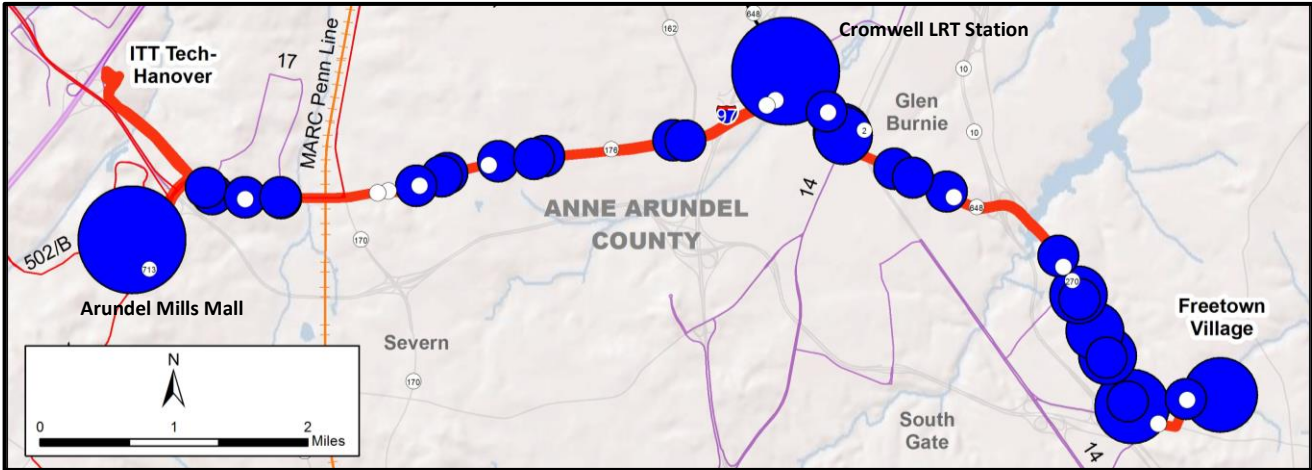 648
Cromwell LRT Station
ITT Tech-
Hanover
162
17
MARC Penn Line
10
97
Glen
Burnie
2
10
176
14
ANNE ARUNDEL
COUNTY
648
502/B
713
170
270
Arundel Mills Mall
Freetown
Village
Severn
N
170
0
1
2
Miles
South
Gate
14